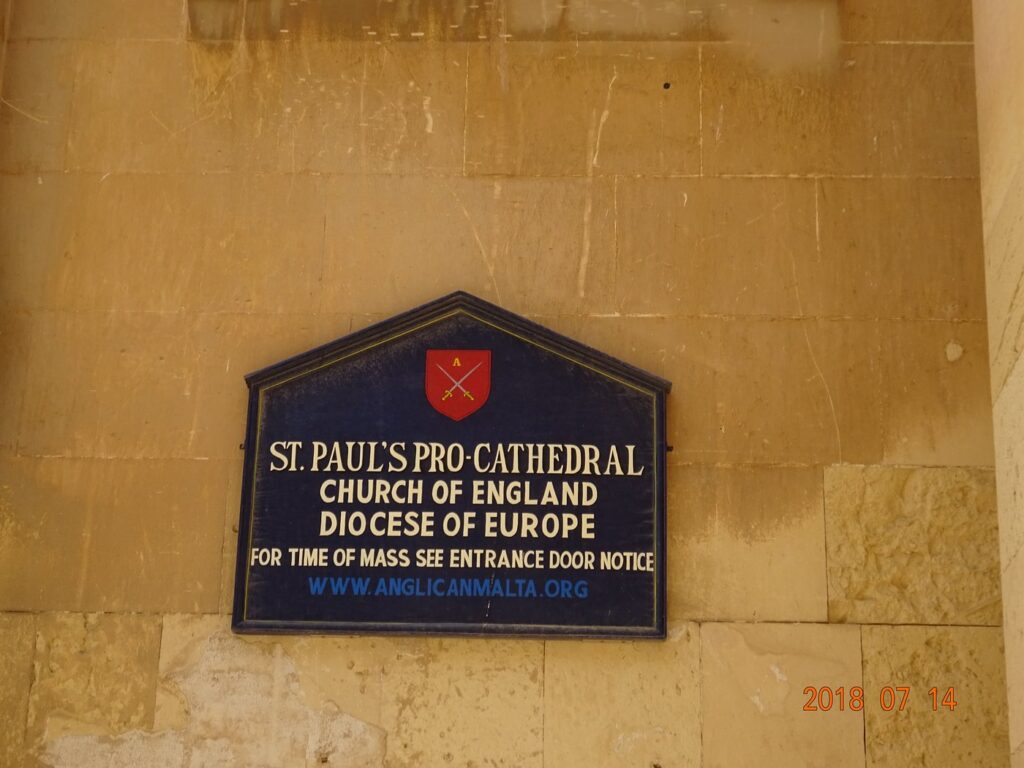 A
ST. PAUL'S PRO-CATHEDRAL
CHURCH OF ENGLAND
DIOCESE OF EUROPE
FOR TIME OF MASS SEE ENTRANCE DOOR NOTICE
WWW.ANGLICANMALTA.ORG
2018 07 14